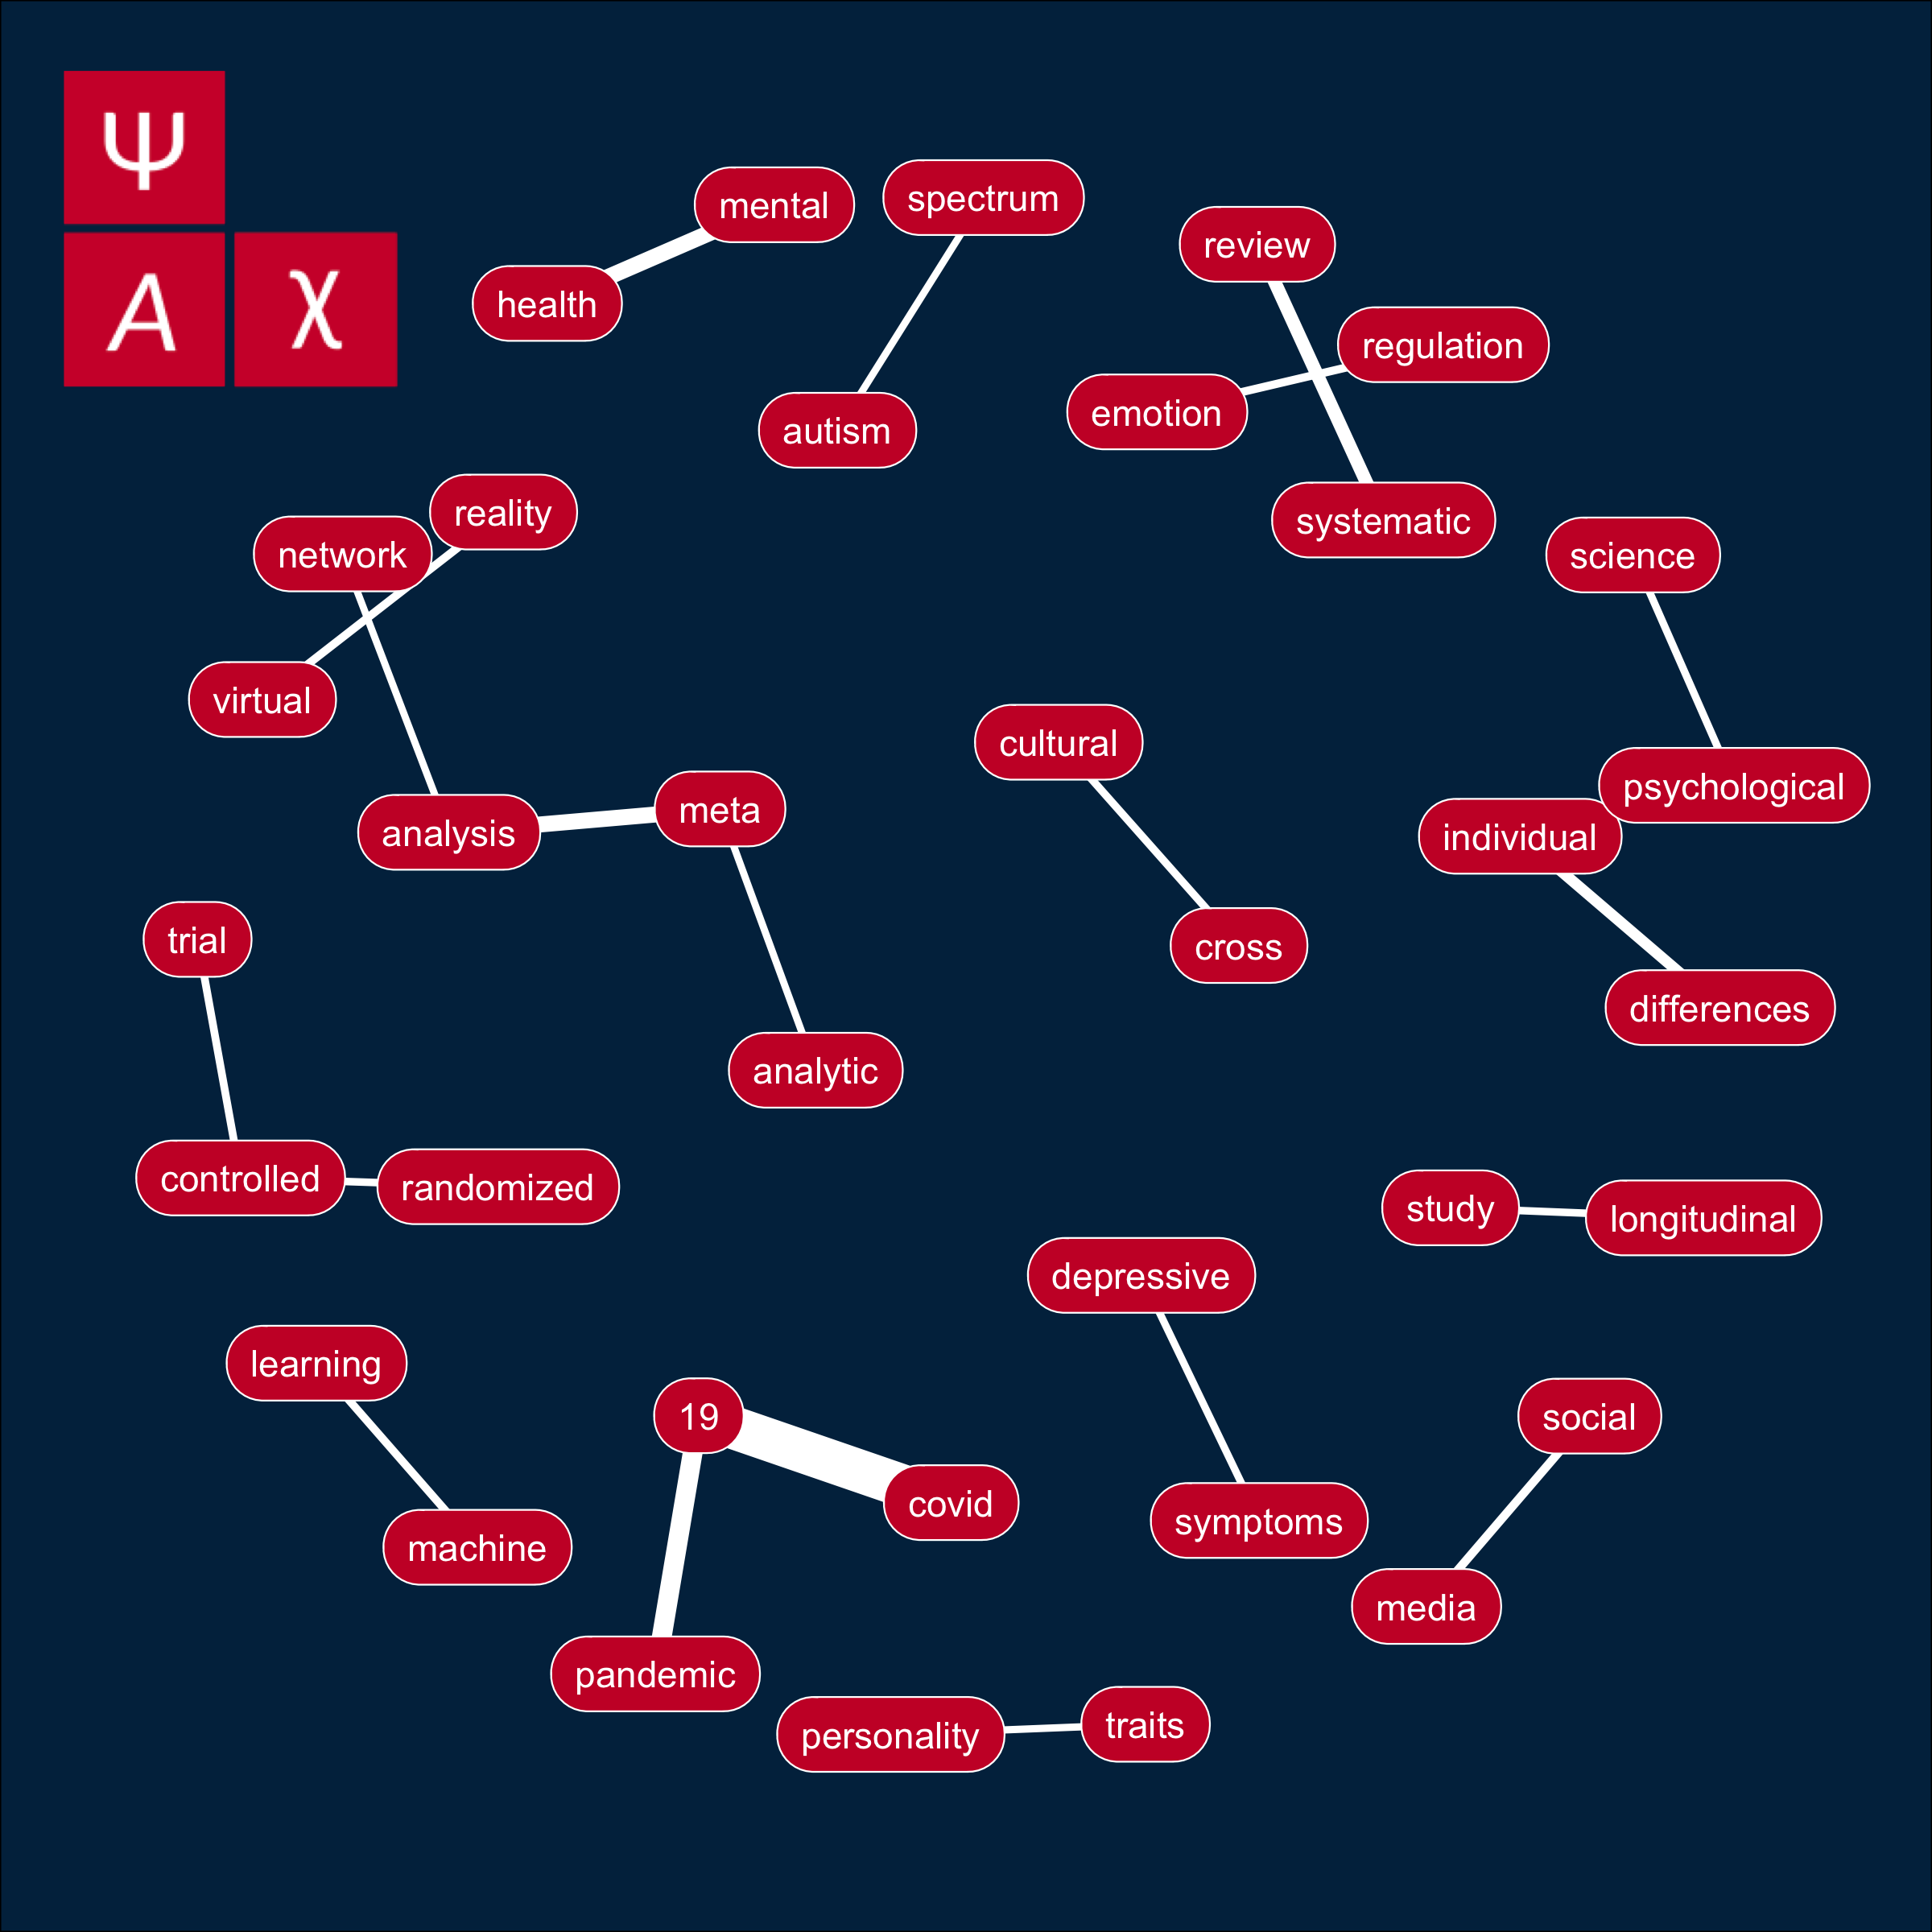 Ψ
A χ
mental
health
spectrum
autism
review
regulation
emotion
systematic
reality
network
virtual
science
cultural
cross
psychological
individual
differences
analysis
meta
analytic
trial
controlled
randomized
study
longitudinal
depressive
symptoms
learning
machine
19
covid
pandemic
social
media
personality
traits